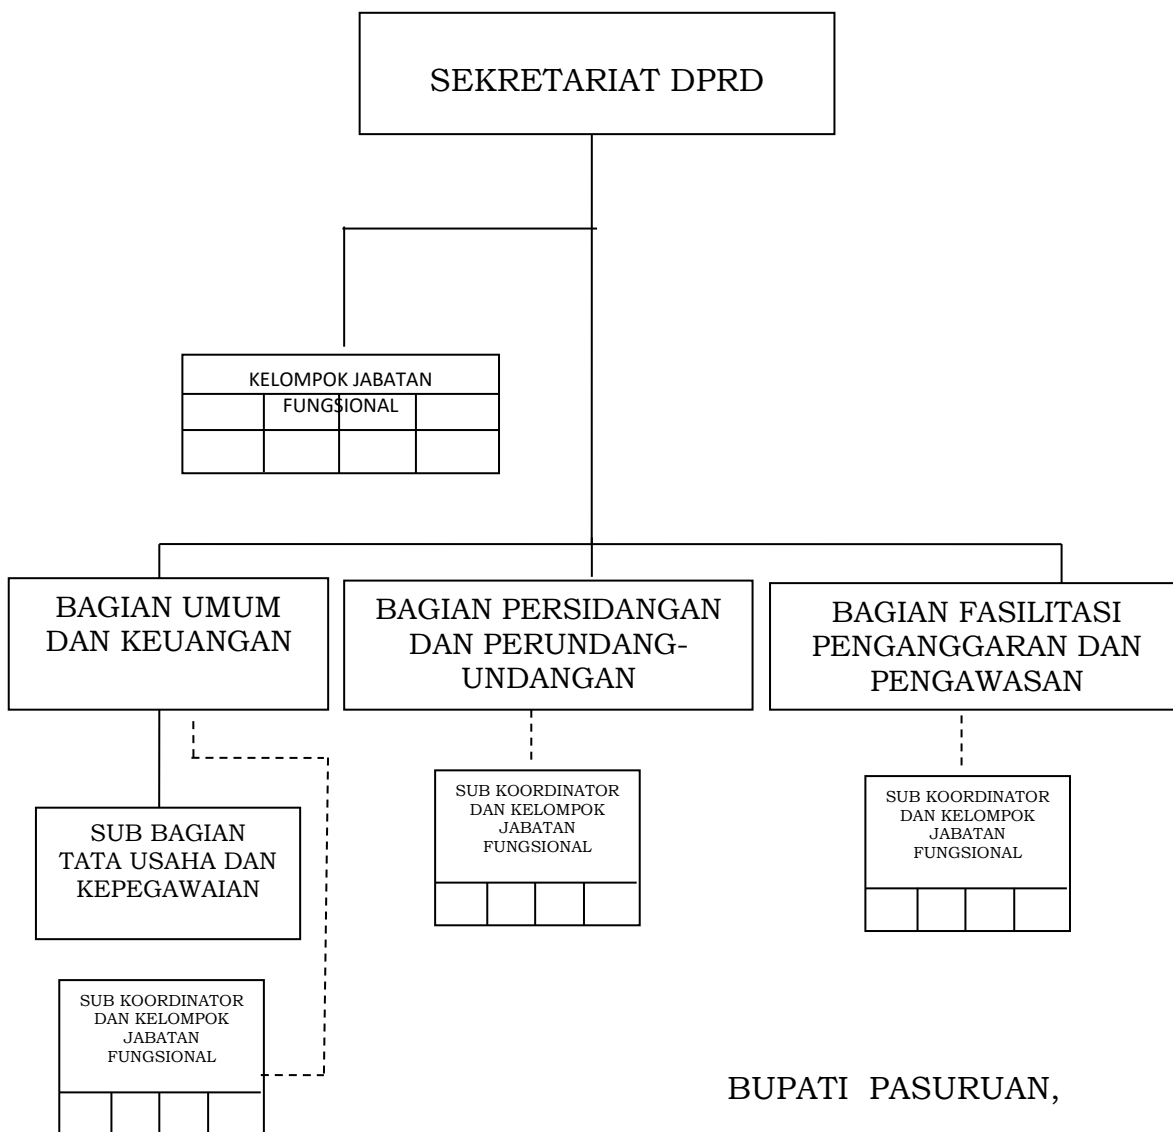 SEKRETARIAT DPRD
KELOMPOK JABATAN
FUNGSIONAL
BAGIAN UMUM
DAN KEUANGAN
BAGIAN PERSIDANGAN
DAN PERUNDANG-
UNDANGAN
BAGIAN FASILITASI
PENGANGGARAN DAN
PENGAWASAN
SUB BAGIAN
TATA USAHA DAN
KEPEGAWAIAN
SUB KOORDINATOR
DAN KELOMPOK
JABATAN
FUNGSIONAL
SUB KOORDINATOR
DAN KELOMPOK
JABATAN
FUNGSIONAL
SUB KOORDINATOR
DAN KELOMPOK
JABATAN
FUNGSIONAL
BUPATI PASURUAN,